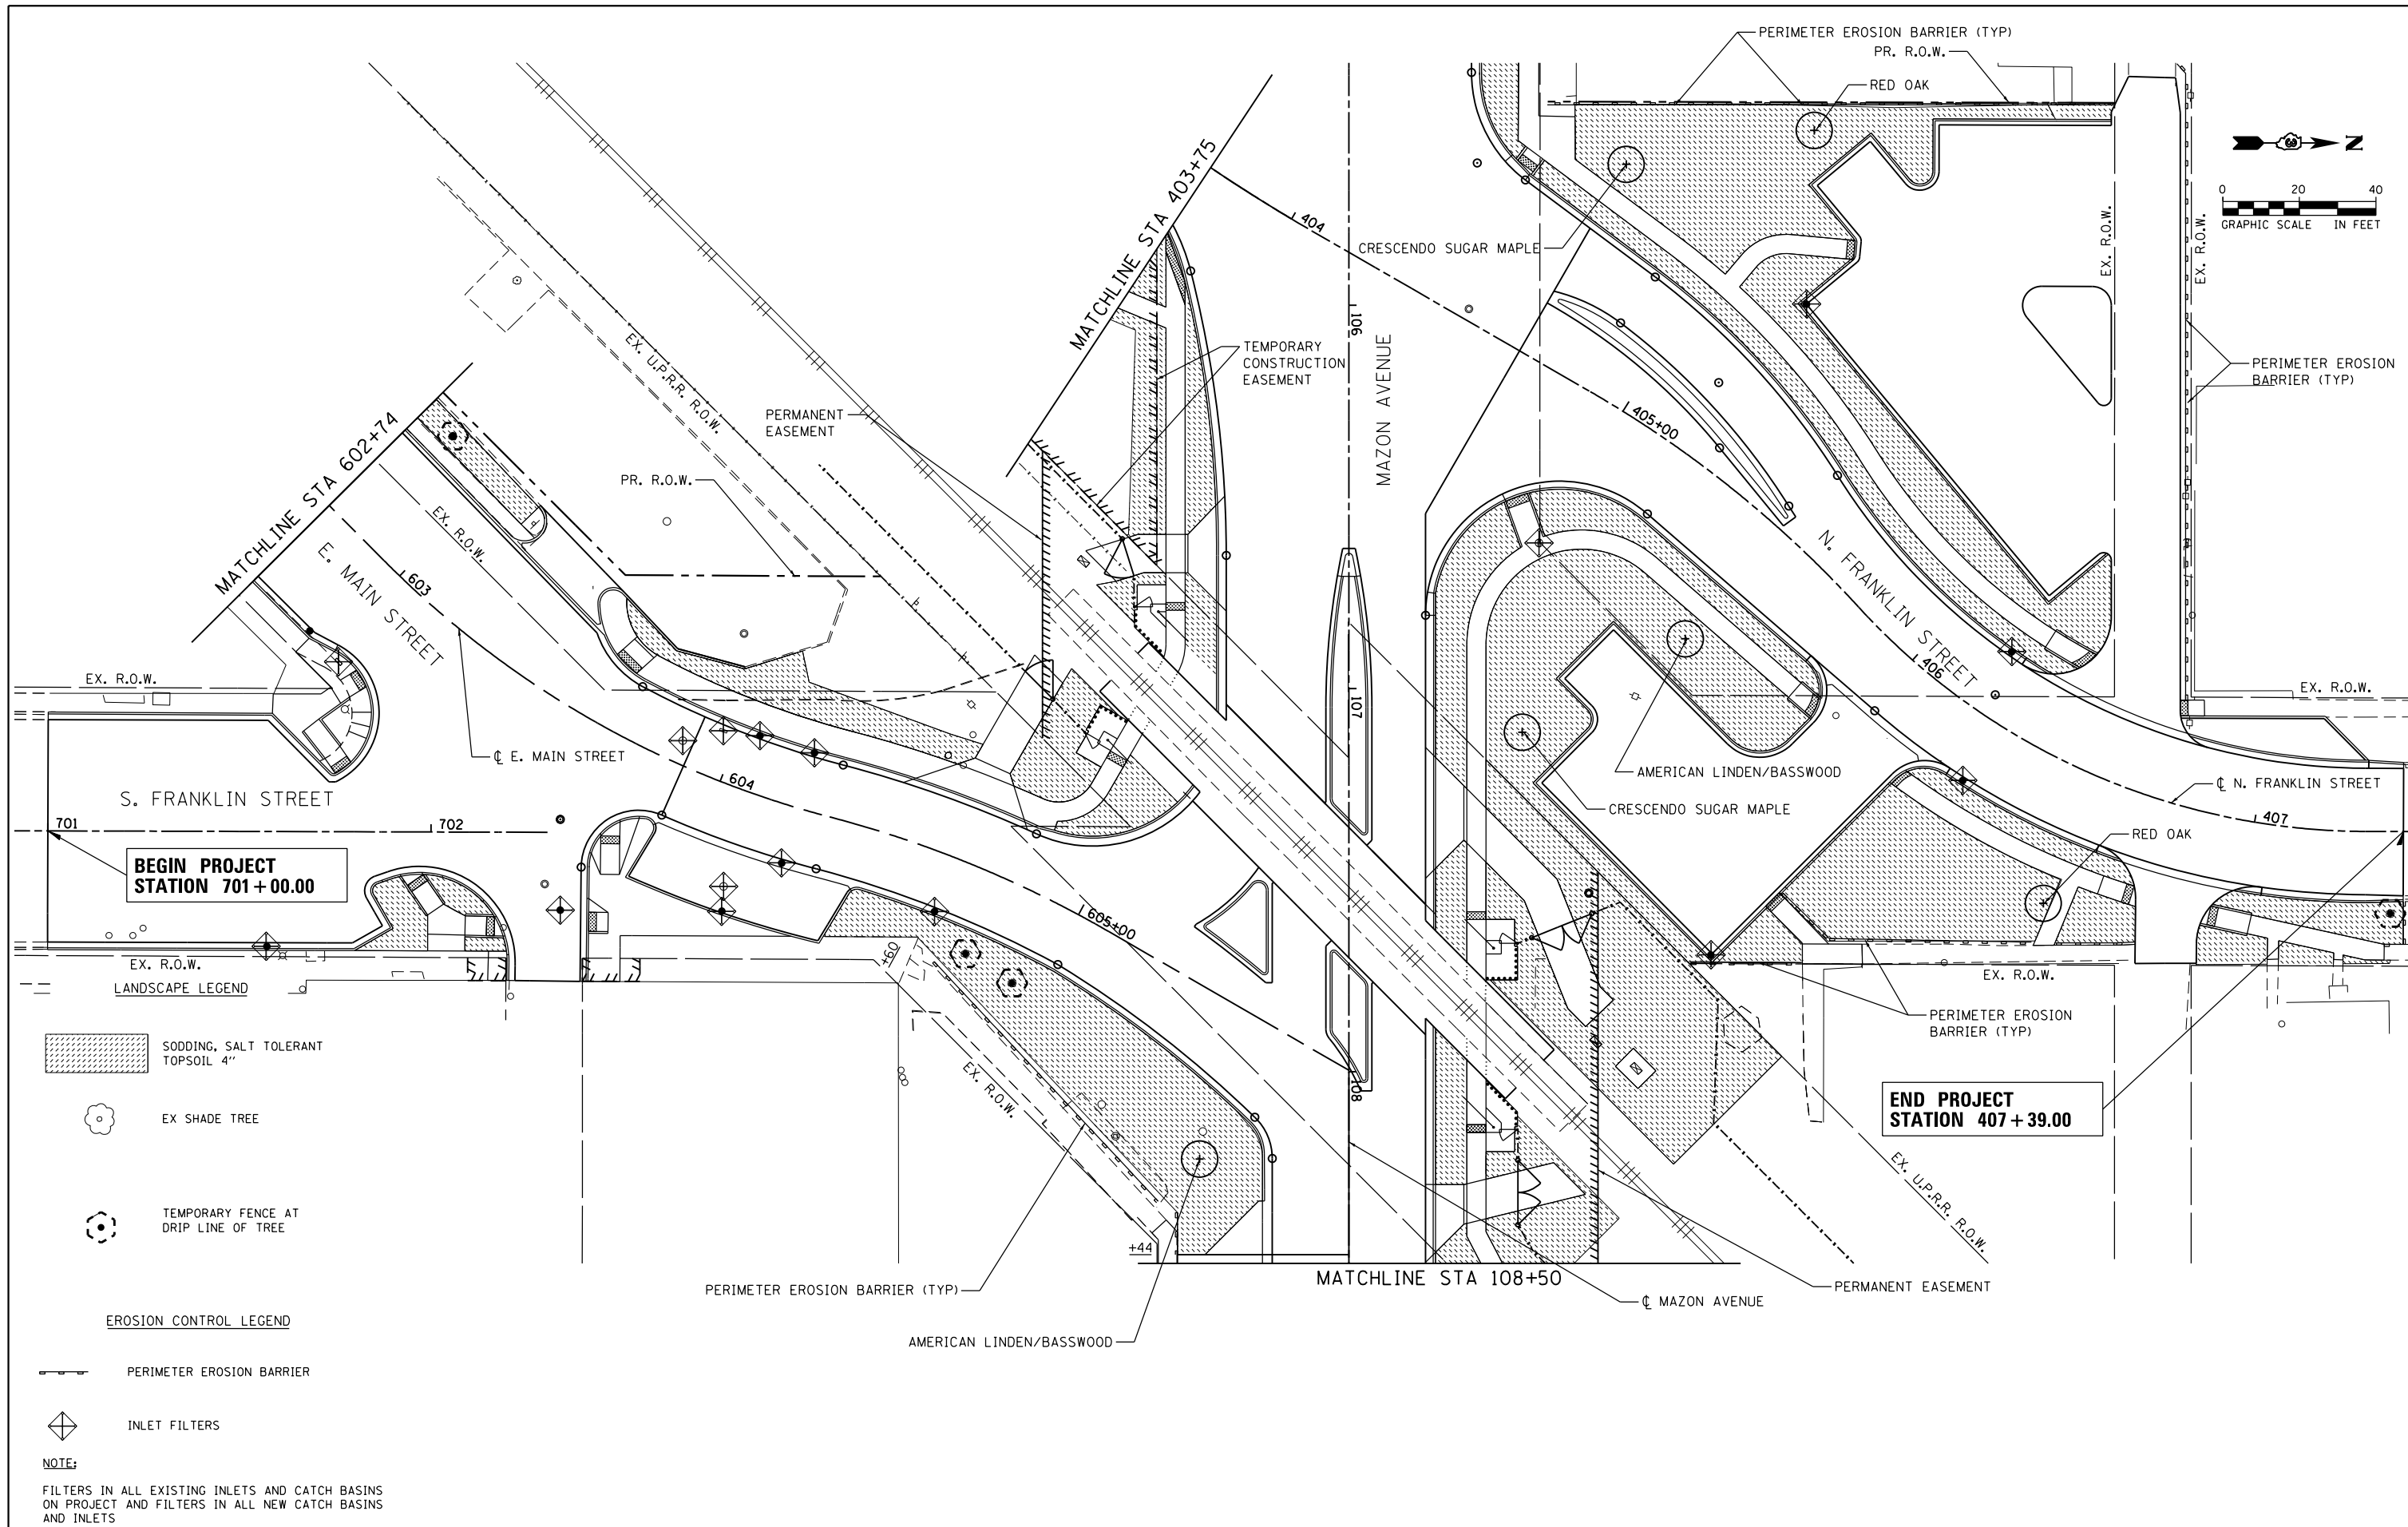 PERIMETER EROSION BARRIER (TYP)
PR. R.O.W.
RED OAK
N
0 20 40
GRAPHIC SCALE IN FEET
MATCHLINE STA 403+75
404
CRESCENDO SUGAR MAPLE
EX. R.O.W.
EX. R.O.W.
106
MAZON AVENUE
TEMPORARY
CONSTRUCTION
EASEMENT
EX. U.P.R.R. R.O.W.
PERIMETER EROSION
BARRIER (TYP)
PERMANENT
EASEMENT
405+00
MATCHLINE STA 602+74
PR. R.O.W.
EX. R.O.W.
E. MAIN STREET
603
N. FRANKLIN STREET
406
EX. R.O.W.
EX. R.O.W.
107
℄ E. MAIN STREET
604
AMERICAN LINDEN/BASSWOOD
℄ N. FRANKLIN STREET
S. FRANKLIN STREET
CRESCENDO SUGAR MAPLE
701
702
407
RED OAK
BEGIN PROJECT
STATION 701+00.00
605+00
+60
EX. R.O.W.
EX. R.O.W.
LANDSCAPE LEGEND
PERIMETER EROSION
BARRIER (TYP)
SODDING, SALT TOLERANT
TOPSOIL 4"
EX. R.O.W.
108
END PROJECT
STATION 407+39.00
EX SHADE TREE
EX. U.P.R.R. R.O.W.
TEMPORARY FENCE AT
DRIP LINE OF TREE
+44
MATCHLINE STA 108+50
PERIMETER EROSION BARRIER (TYP)
PERMANENT EASEMENT
℄ MAZON AVENUE
EROSION CONTROL LEGEND
AMERICAN LINDEN/BASSWOOD
PERIMETER EROSION BARRIER
INLET FILTERS
NOTE:
FILTERS IN ALL EXISTING INLETS AND CATCH BASINS
ON PROJECT AND FILTERS IN ALL NEW CATCH BASINS
AND INLETS